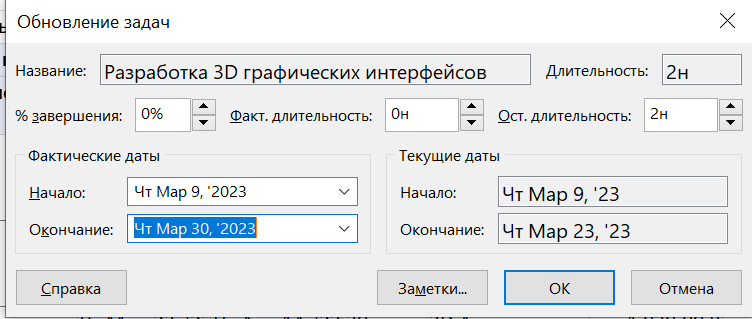 Обновление задач
Название: Разработка 3D графических интерфейсов Длительность: 2н
% завершения: 0% Факт. длительность: 0н Ост. длительность: 2н
Фактические даты Текущие даты
Начало: Чт Мар 9, '2023 Начало: Чт Мар 9, '23
Окончание: Чт Мар 30, '2023 Окончание: Чт Мар 23, '23
Справка Заметки... ОК Отмена